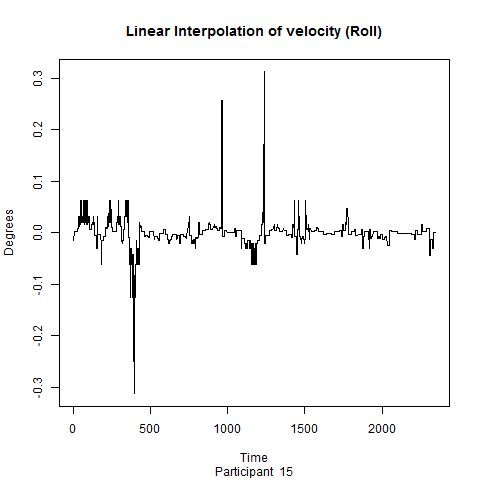 Linear Interpolation of velocity (Roll)
Degrees
0.3
0.2
0.1
0.0
-0.1
-0.2
-0.3
0 500 1000 1500 2000
Time
Participant 15